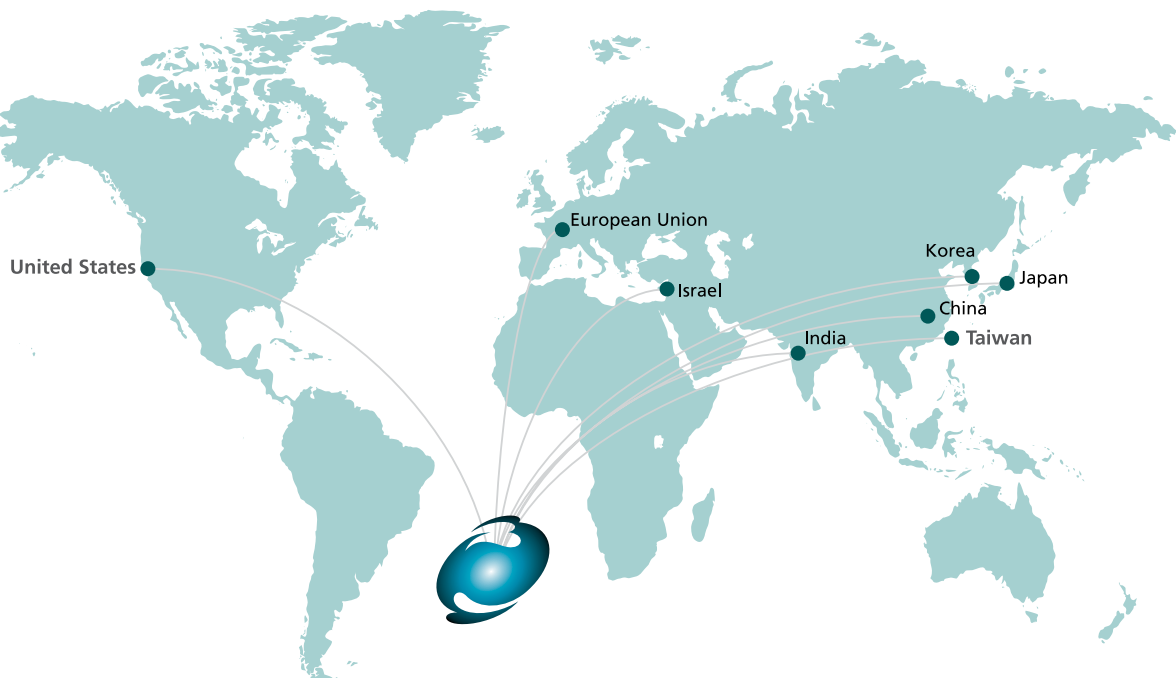 European Union
Korea
United States
Japan
Israel
China
India
Taiwan